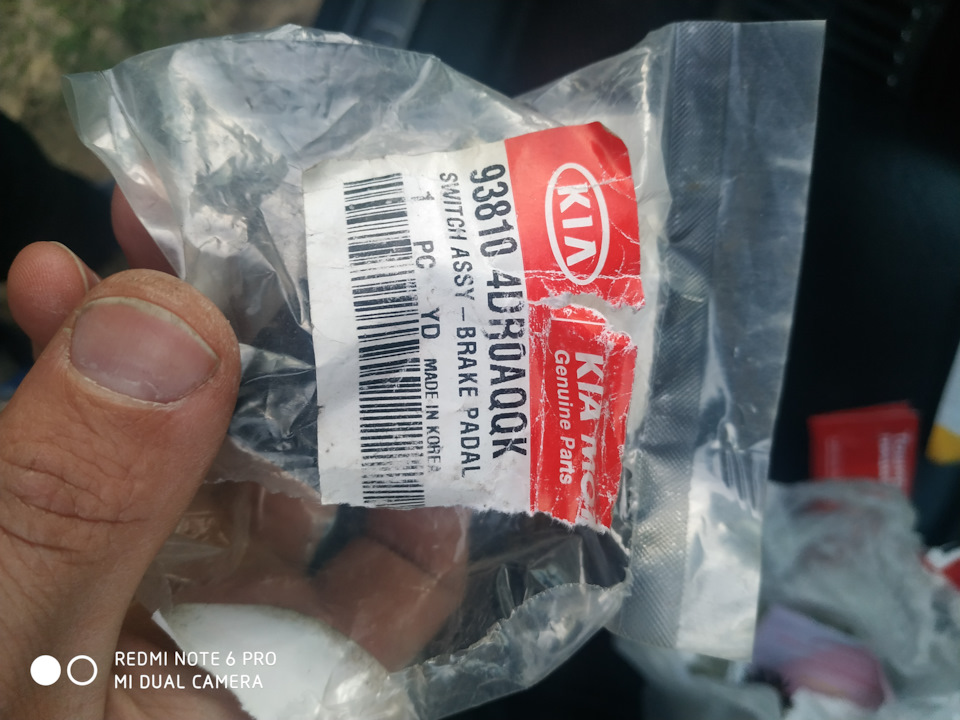 KIA
KIA MO
Genuine Parts
93810 4DR0AQQK
SWITCH ASSY – BRAKE PADAL
1 PC YD MADE IN KOREA
REDMI NOTE 6 PRO
MI DUAL CAMERA